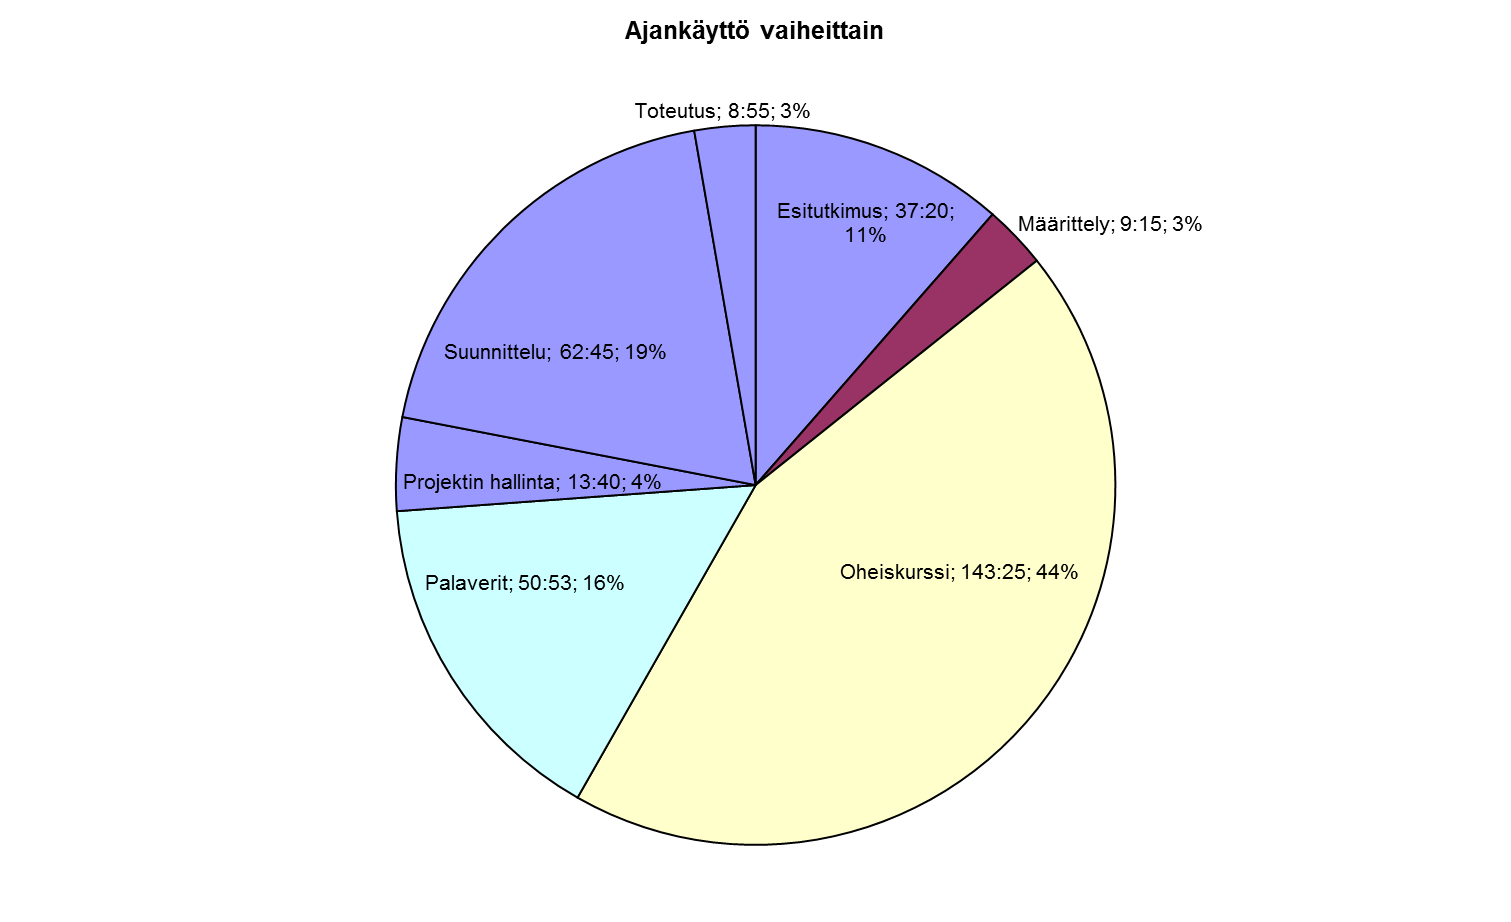 Ajankäyttö vaiheittain
Toteutus; 8:55; 3%
Esitutkimus; 37:20;
11%
Määrittely; 9:15; 3%
Suunnittelu; 62:45; 19%
Projektin hallinta; 13:40; 4%
Oheiskurssi; 143:25; 44%
Palaverit; 50:53; 16%